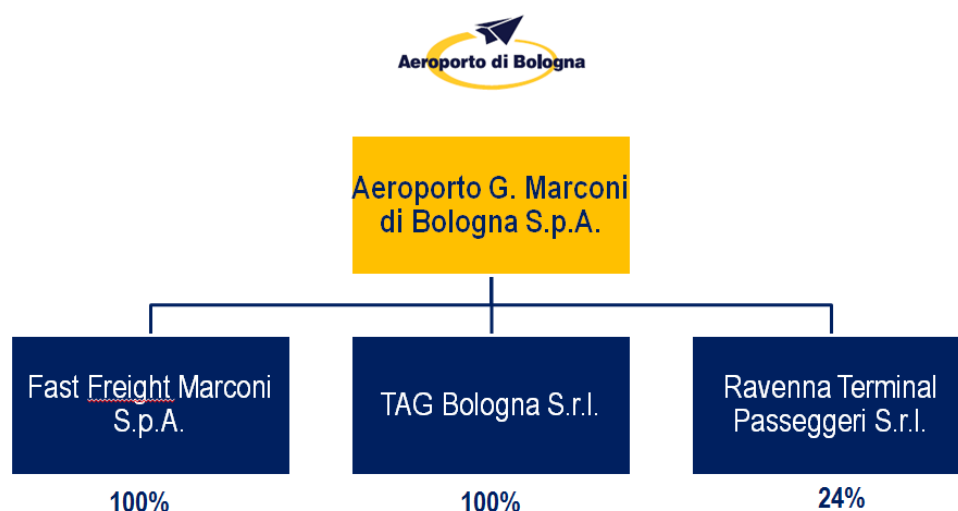 Aeroporto di Bologna
Aeroporto G. Marconi
di Bologna S.p.A.
Fast Freight Marconi
S.p.A.
TAG Bologna S.r.l.
Ravenna Terminal
Passeggeri S.r.l.
100%
100%
24%